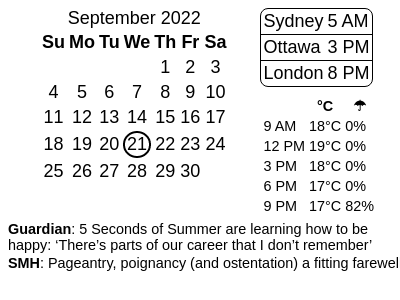 September 2022
Su Mo Tu We Th Fr Sa
1 2 3
4 5 6 7 8 9 10
11 12 13 14 15 16 17
18 19 20 21 22 23 24
25 26 27 28 29 30
Sydney 5 AM
Ottawa 3 PM
London 8 PM
°C ☂
9 AM 18°C 0%
12 PM 19°C 0%
3 PM 18°C 0%
6 PM 17°C 0%
9 PM 17°C 82%
Guardian: 5 Seconds of Summer are learning how to be
happy: ‘There’s parts of our career that I don’t remember’
SMH: Pageantry, poignancy (and ostentation) a fitting farewel